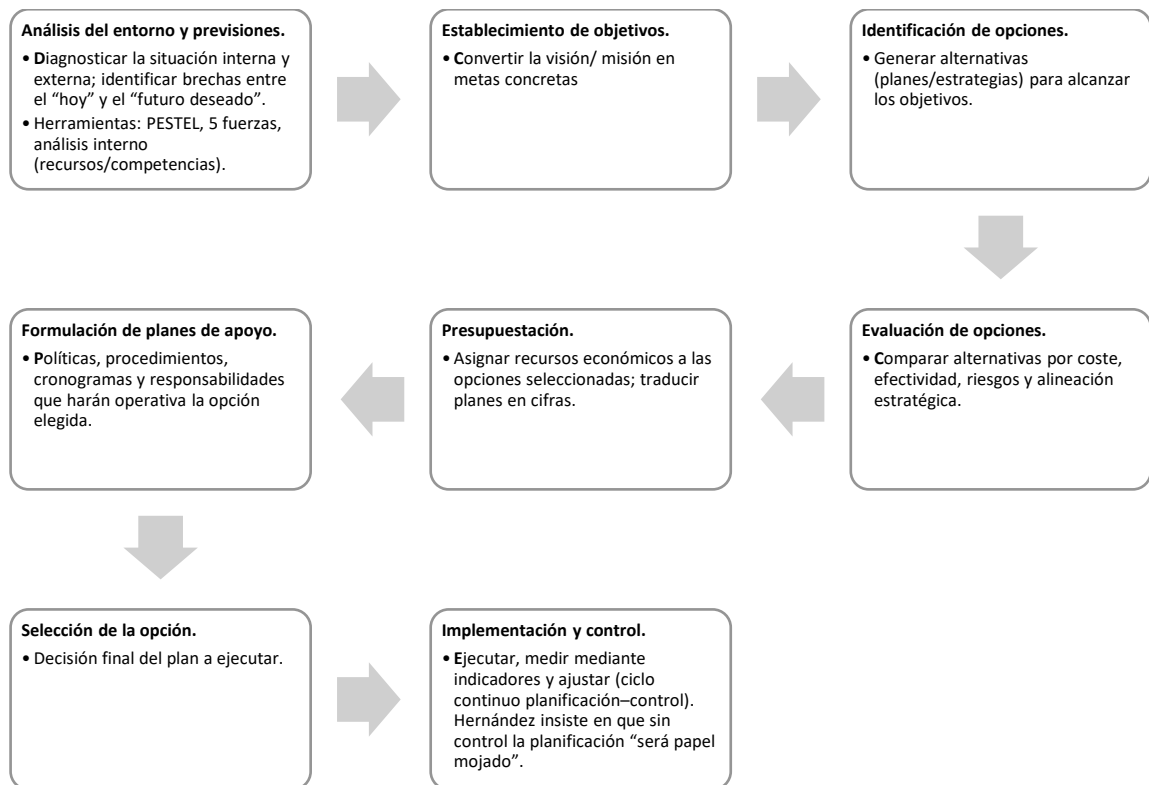 Análisis del entorno y previsiones.
• Diagnosticar la situación interna y
externa; identificar brechas entre
el “hoy” y el “futuro deseado”.
• Herramientas: PESTEL, 5 fuerzas,
análisis interno
(recursos/competencias).
Establecimiento de objetivos.
• Convertir la visión/ misión en
metas concretas
Identificación de opciones.
• Generar alternativas
(planes/estrategias) para alcanzar
los objetivos.
Evaluación de opciones.
• Comparar alternativas por coste,
efectividad, riesgos y alineación
estratégica.
Presupuestación.
• Asignar recursos económicos a las
opciones seleccionadas; traducir
planes en cifras.
Formulación de planes de apoyo.
• Políticas, procedimientos,
cronogramas y responsabilidades
que harán operativa la opción
elegida.
Selección de la opción.
• Decisión final del plan a ejecutar.
Implementación y control.
• Ejecutar, medir mediante
indicadores y ajustar (ciclo
continuo planificación–control).
Hernández insiste en que sin
control la planificación “será papel
mojado”.